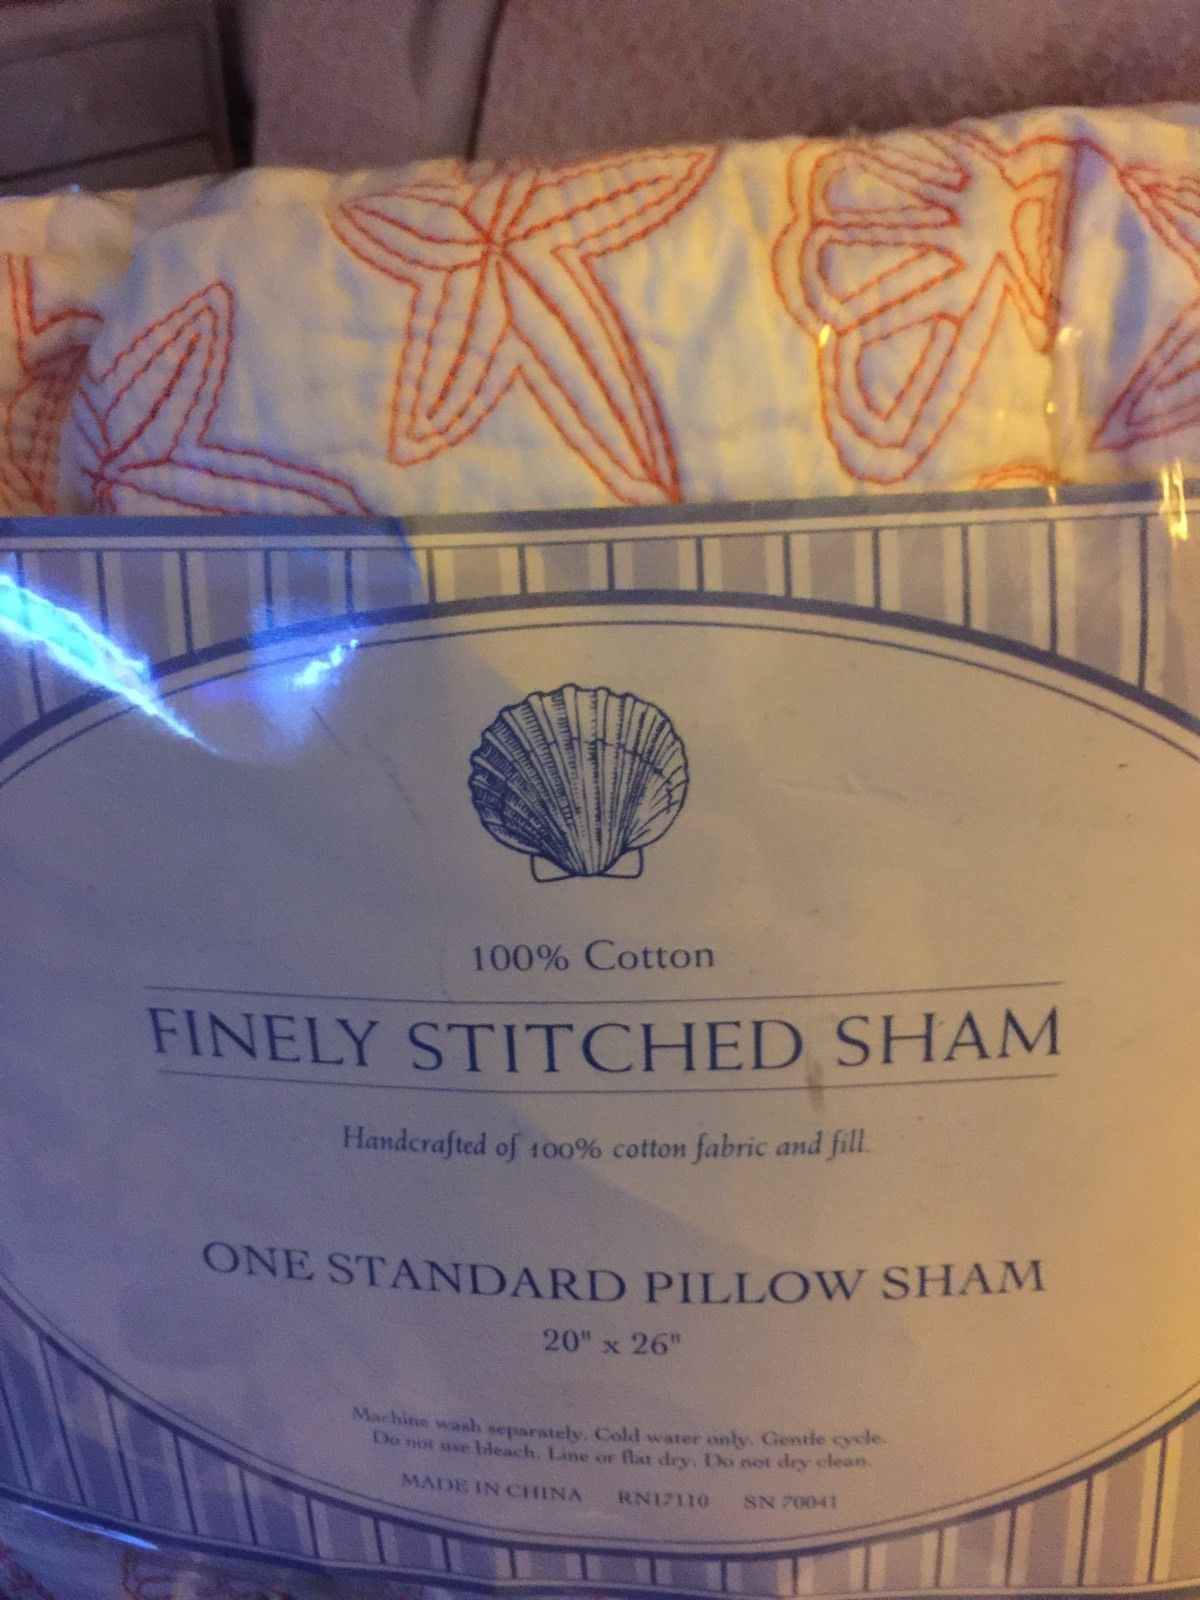 100% Cotton
FINELY STITCHED SHAM
Handcrafted of 100% cotton fabric and fill.
ONE STANDARD PILLOW SHAM
20" x 26"
Machine wash separately. Cold water only. Gentle cycle.
Do not use bleach. Line or flat dry. Do not dry clean.
MADE IN CHINA RN17110 SN 70041